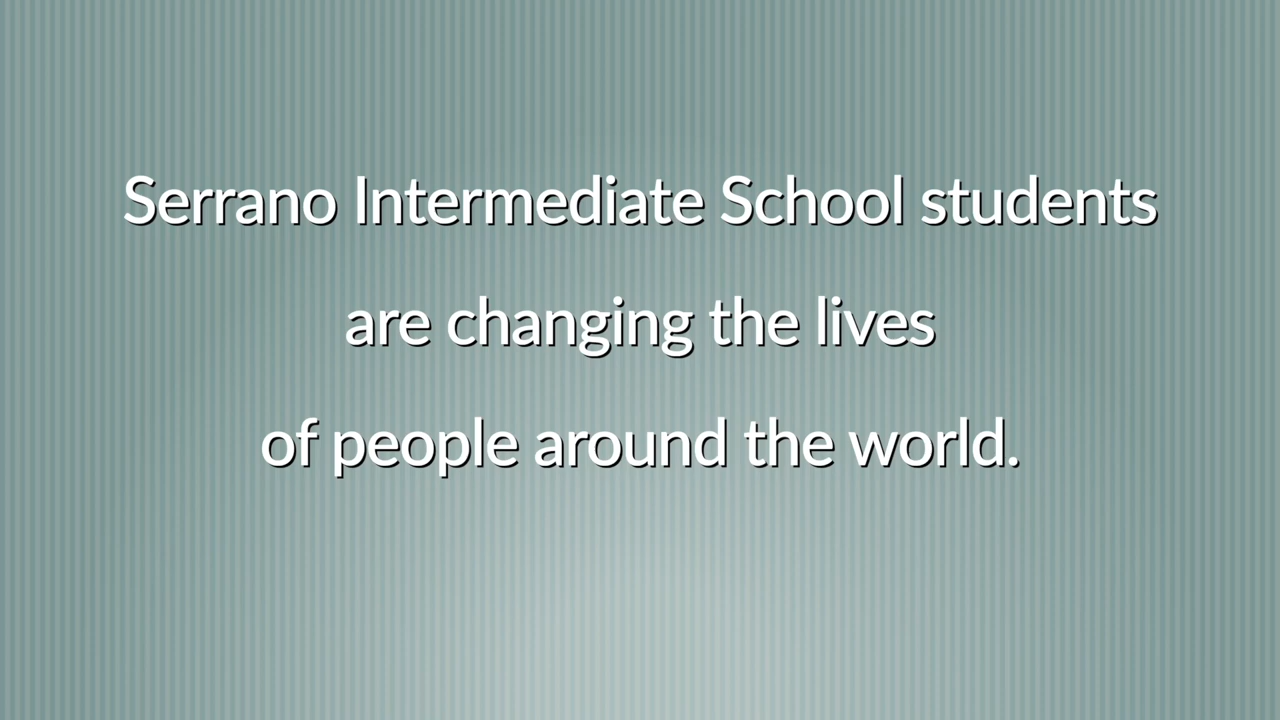 Serrano Intermediate School students
are changing the lives
of people around the world.